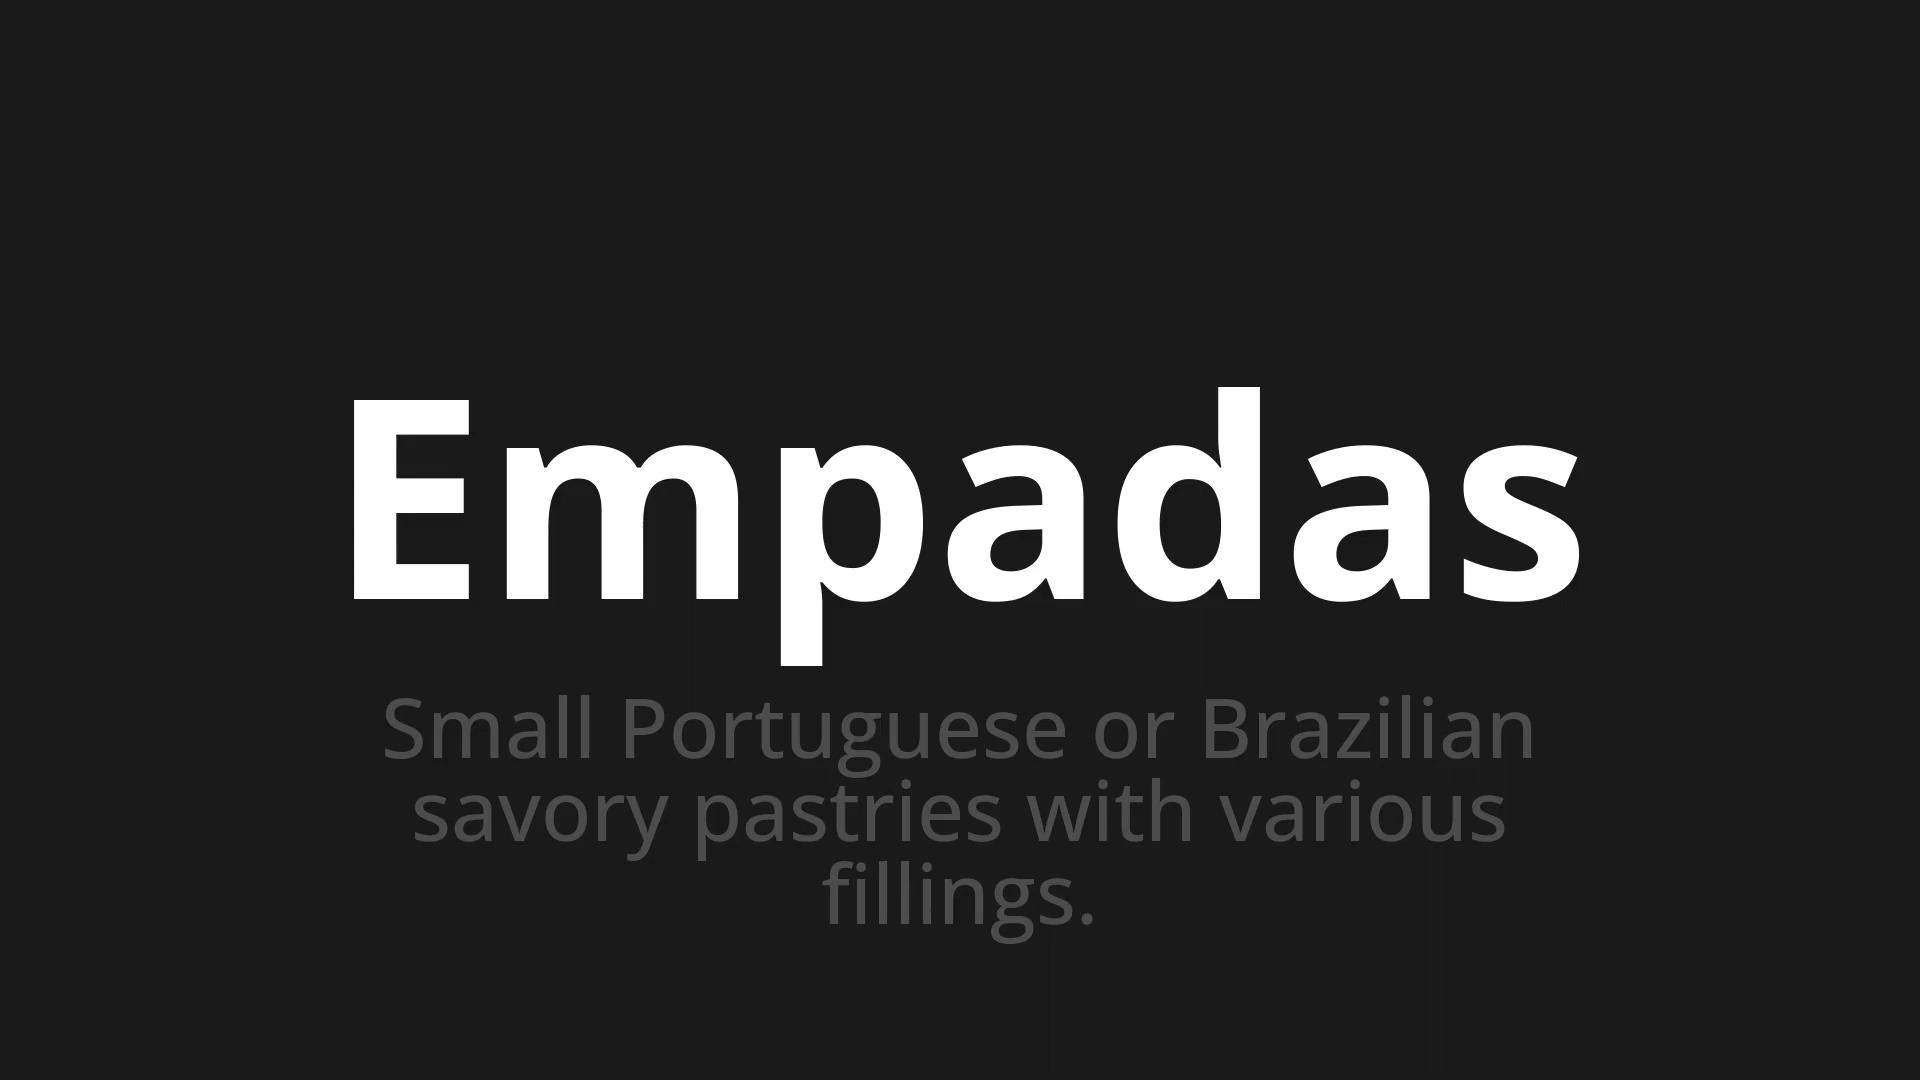 Empadas
Small Portuguese or Brazilian
savory pastries with various
fillings.